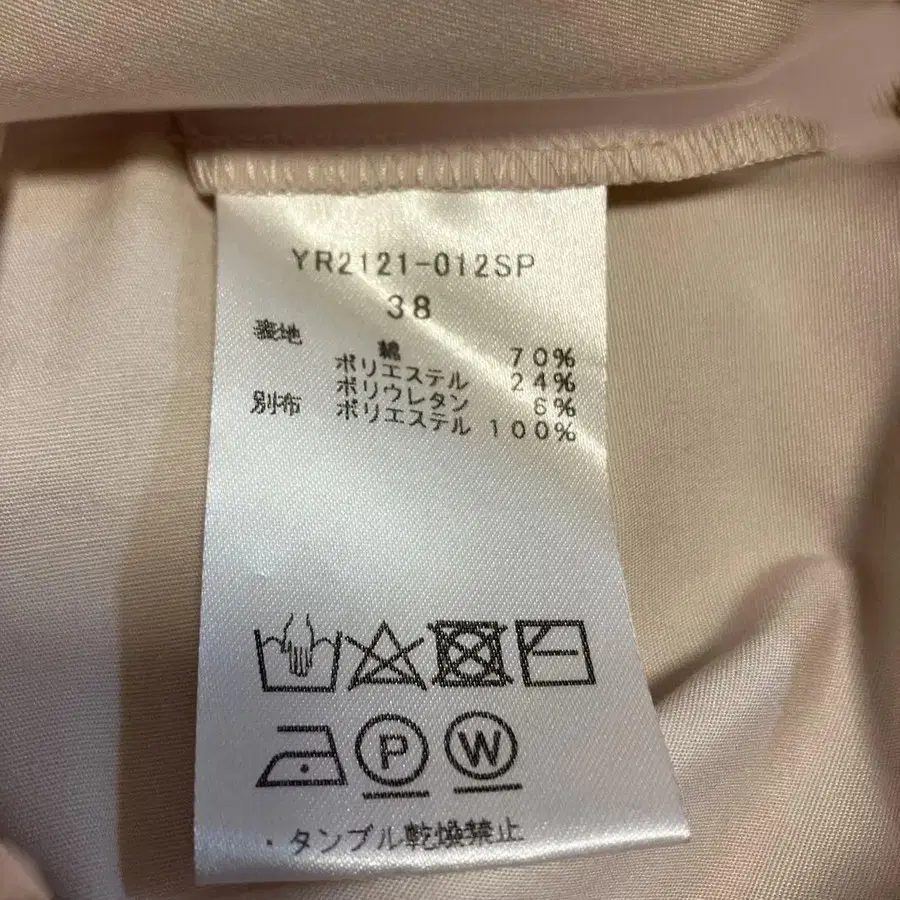 YR2121-012SP
38
表地 綿 70%
ポリエステル 24%
ポリウレタン 6%
別布 ポリエステル 100%
P W
・タンブル乾燥禁止